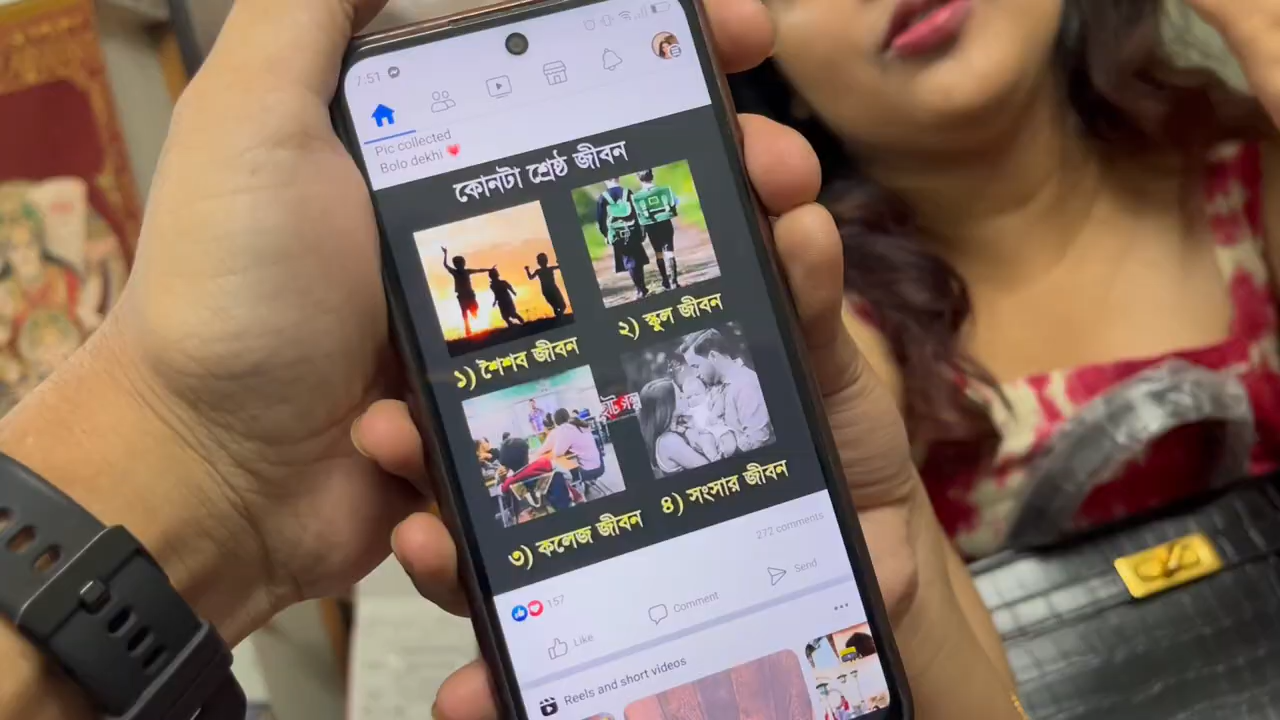 7:51
Pic collected
Bolo dekhi ❤️
কোনটা শ্রেষ্ঠ জীবন
১) শৈশব জীবন
২) স্কুল জীবন
৩) কলেজ জীবন
৪) সংসার জীবন
157
272 comments
Like
Comment
Send
Reels and short videos